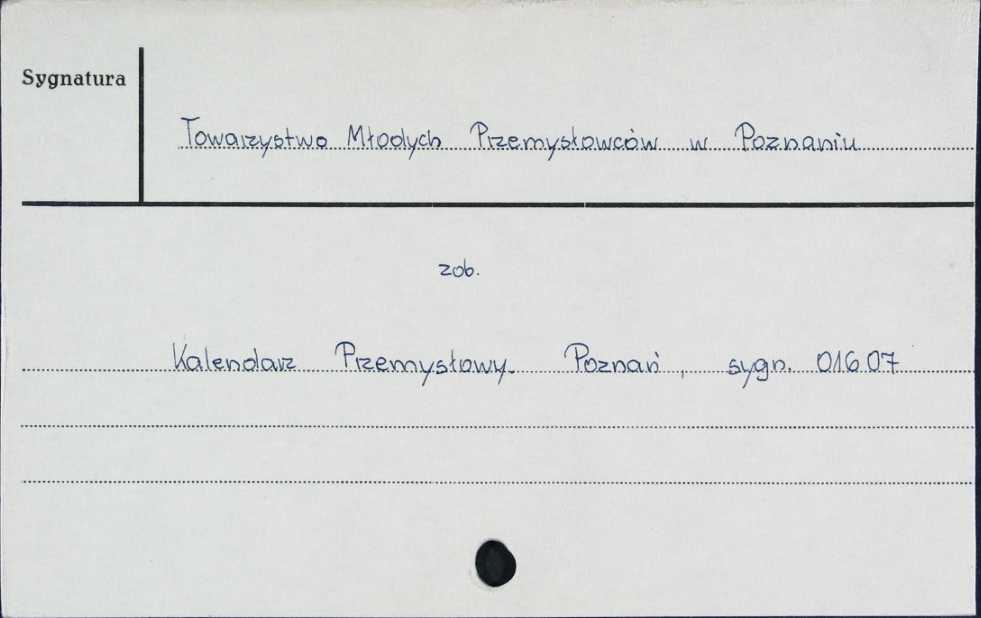 Sygnatura
Towarzystwo Młodych Przemysłowców w Poznaniu
zob.
Kalendarz Przemysłowy. Poznań, sygn. 016.07